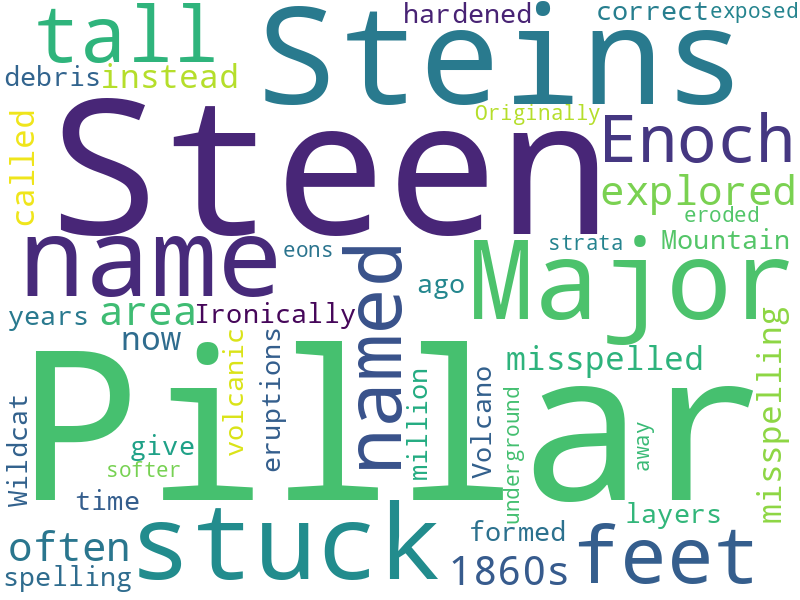 hardened
correct
exposed
tall
Steins
debris
instead
Steen
Originally
called
Enoch
explored
eroded
name
eons
named
strata
Mountain
Major
ago
years
area
Ironically
now
volcanic
eruptions
misspelled
misspelling
Pillar
million
Volcano
Wildcat
underground
away
give
softer
time
stuck
layers
often
formed
feet
spelling
1860s